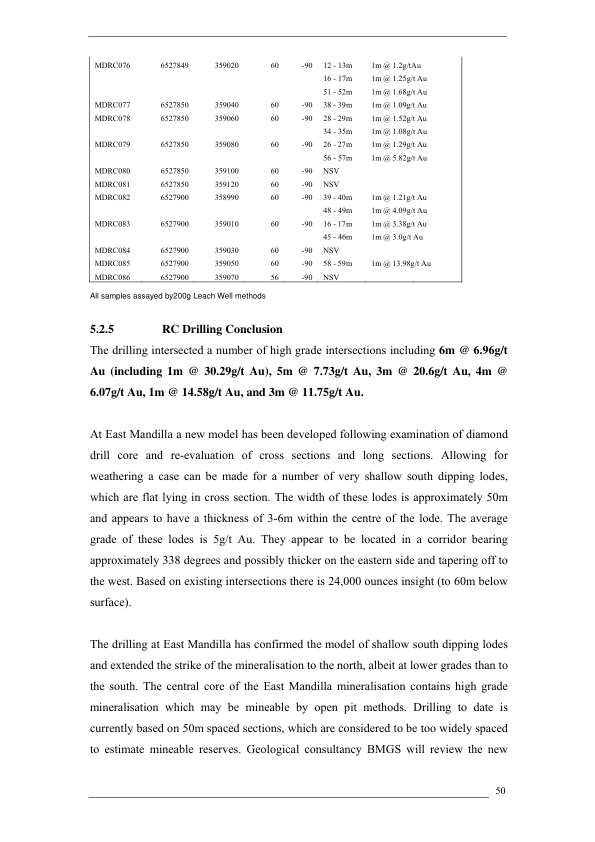 MDRC076 6527849 359020 60 -90 12 - 13m 1m @ 1.2g/tAu
16 - 17m 1m @ 1.25g/t Au
51 - 52m 1m @ 1.68g/t Au
MDRC077 6527850 359040 60 -90 38 - 39m 1m @ 1.09g/t Au
MDRC078 6527850 359060 60 -90 28 - 29m 1m @ 1.52g/t Au
34 - 35m 1m @ 1.08g/t Au
MDRC079 6527850 359080 60 -90 26 - 27m 1m @ 1.29g/t Au
56 - 57m 1m @ 5.82g/t Au
MDRC080 6527850 359100 60 -90 NSV
MDRC081 6527850 359120 60 -90 NSV
MDRC082 6527900 358990 60 -90 39 - 40m 1m @ 1.21g/t Au
48 - 49m 1m @ 4.09g/t Au
MDRC083 6527900 359010 60 -90 16 - 17m 1m @ 3.38g/t Au
45 - 46m 1m @ 3.0g/t Au
MDRC084 6527900 359030 60 -90 NSV
MDRC085 6527900 359050 60 -90 58 - 59m 1m @ 13.98g/t Au
MDRC086 6527900 359070 56 -90 NSV
All samples assayed by200g Leach Well methods
5.2.5 RC Drilling Conclusion
The drilling intersected a number of high grade intersections including 6m @ 6.96g/t
Au (including 1m @ 30.29g/t Au), 5m @ 7.73g/t Au, 3m @ 20.6g/t Au, 4m @
6.07g/t Au, 1m @ 14.58g/t Au, and 3m @ 11.75g/t Au.
At East Mandilla a new model has been developed following examination of diamond
drill core and re-evaluation of cross sections and long sections. Allowing for
weathering a case can be made for a number of very shallow south dipping lodes,
which are flat lying in cross section. The width of these lodes is approximately 50m
and appears to have a thickness of 3-6m within the centre of the lode. The average
grade of these lodes is 5g/t Au. They appear to be located in a corridor bearing
approximately 338 degrees and possibly thicker on the eastern side and tapering off to
the west. Based on existing intersections there is 24,000 ounces insight (to 60m below
surface).
The drilling at East Mandilla has confirmed the model of shallow south dipping lodes
and extended the strike of the mineralisation to the north, albeit at lower grades than to
the south. The central core of the East Mandilla mineralisation contains high grade
mineralisation which may be mineable by open pit methods. Drilling to date is
currently based on 50m spaced sections, which are considered to be too widely spaced
to estimate mineable reserves. Geological consultancy BMGS will review the new
50